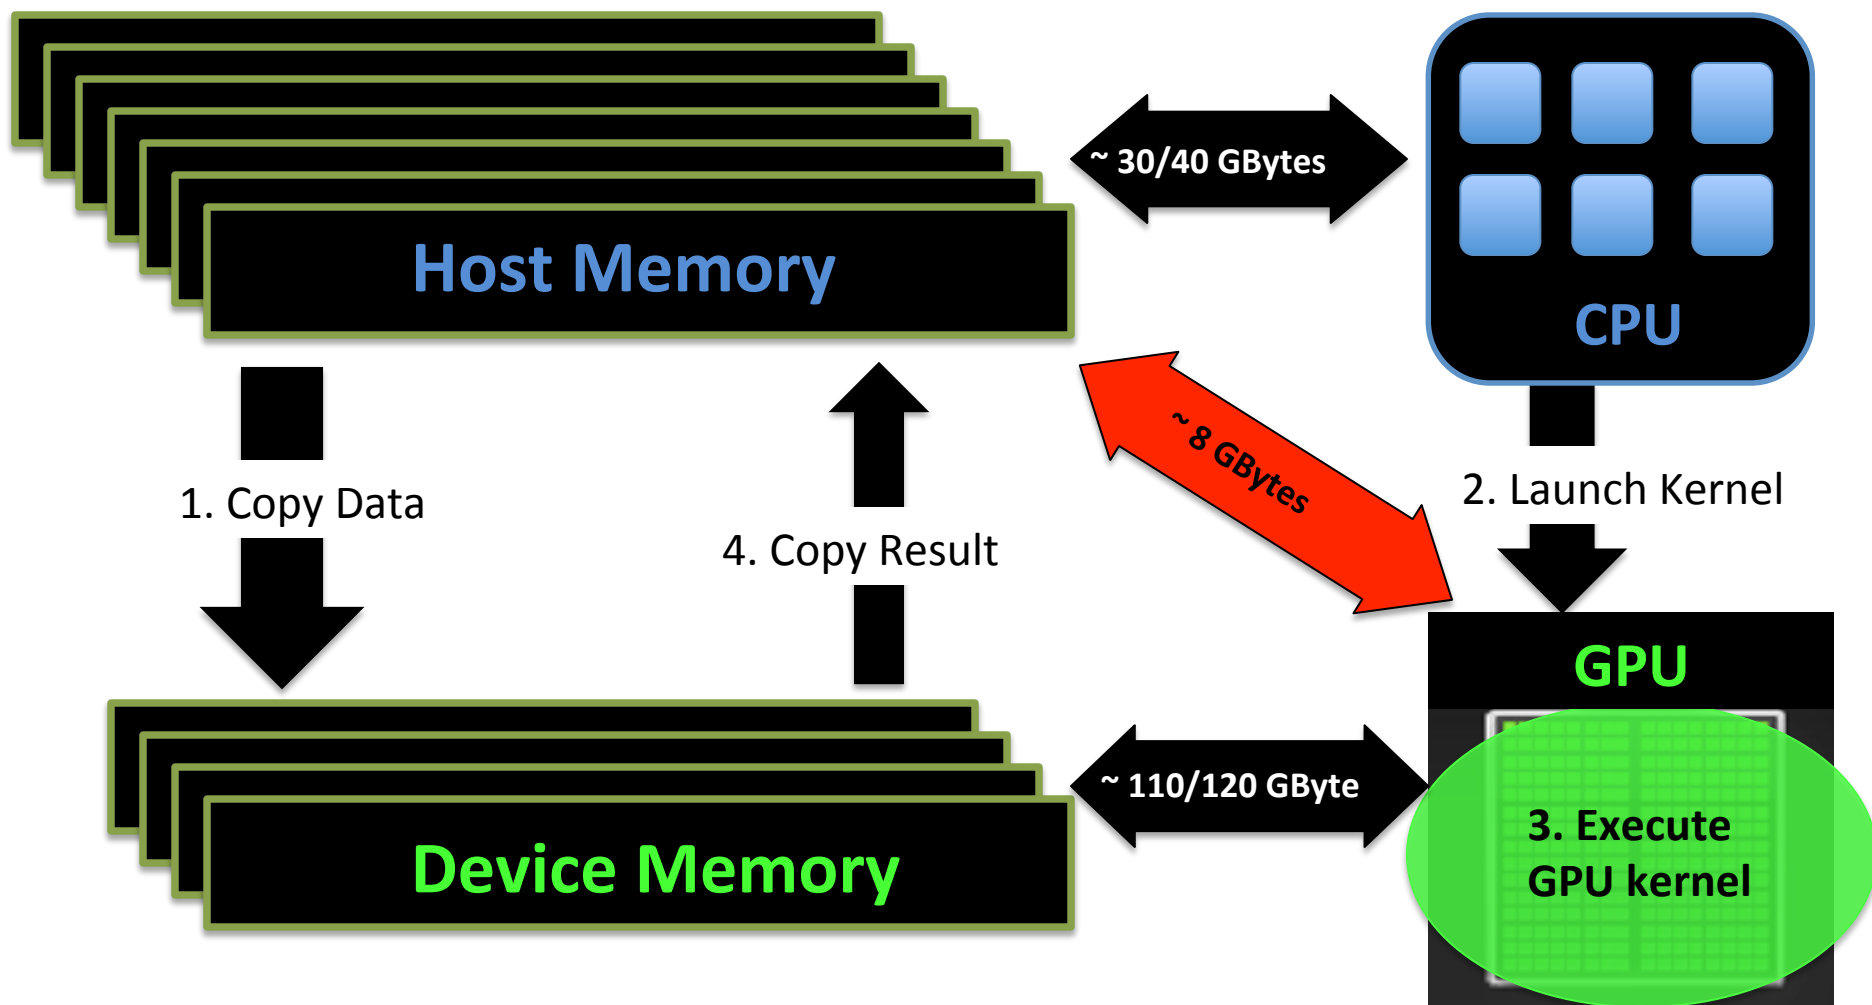 ~ 30/40 GBytes
Host Memory
CPU
~ 8 GBytes
1. Copy Data
2. Launch Kernel
4. Copy Result
GPU
~ 110/120 GByte
3. Execute
GPU kernel
Device Memory